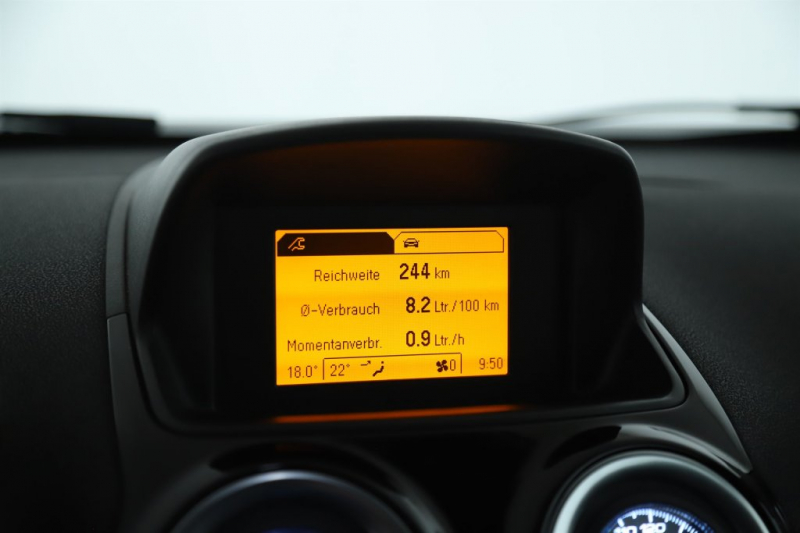 Reichweite 244 km
Ø-Verbrauch 8.2 Ltr./100 km
Momentanverbr. 0.9 Ltr./h
18.0° 22° 0 9:50
120